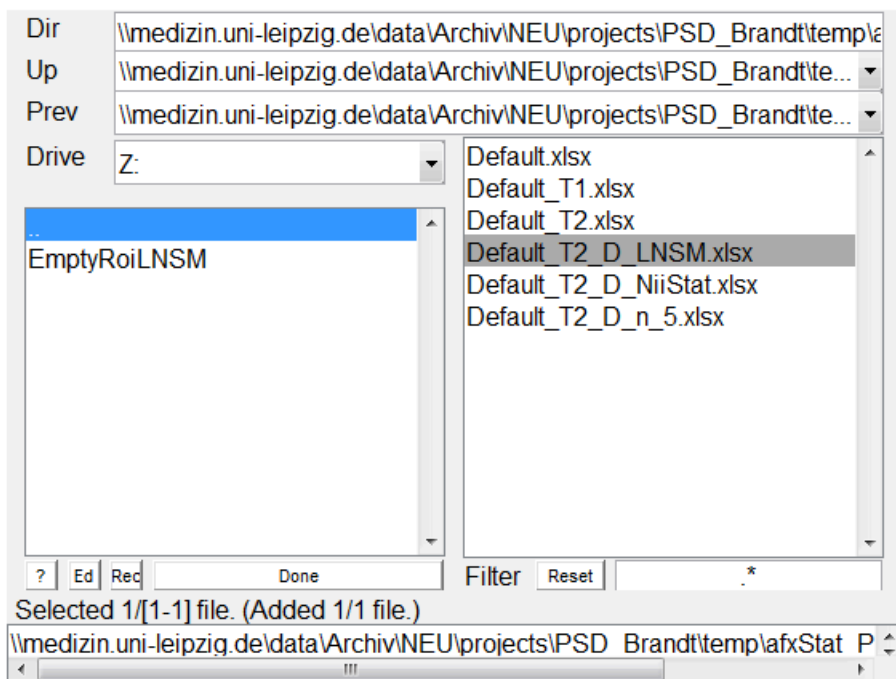 Dir \\medizin.uni-leipzig.de\data\Archiv\NEU\projects\PSD_Brandt\temp\a
Up \\medizin.uni-leipzig.de\data\Archiv\NEU\projects\PSD_Brandt\te...
Prev \\medizin.uni-leipzig.de\data\Archiv\NEU\projects\PSD_Brandt\te...
Drive Z:
..
EmptyRoiLNSM
Default.xlsx
Default_T1.xlsx
Default_T2.xlsx
Default_T2_D_LNSM.xlsx
Default_T2_D_NiiStat.xlsx
Default_T2_D_n_5.xlsx
? Ed Rec Done Filter Reset .*
Selected 1/[1-1] file. (Added 1/1 file.)
\\medizin.uni-leipzig.de\data\Archiv\NEU\projects\PSD_Brandt\temp\afxStat_P